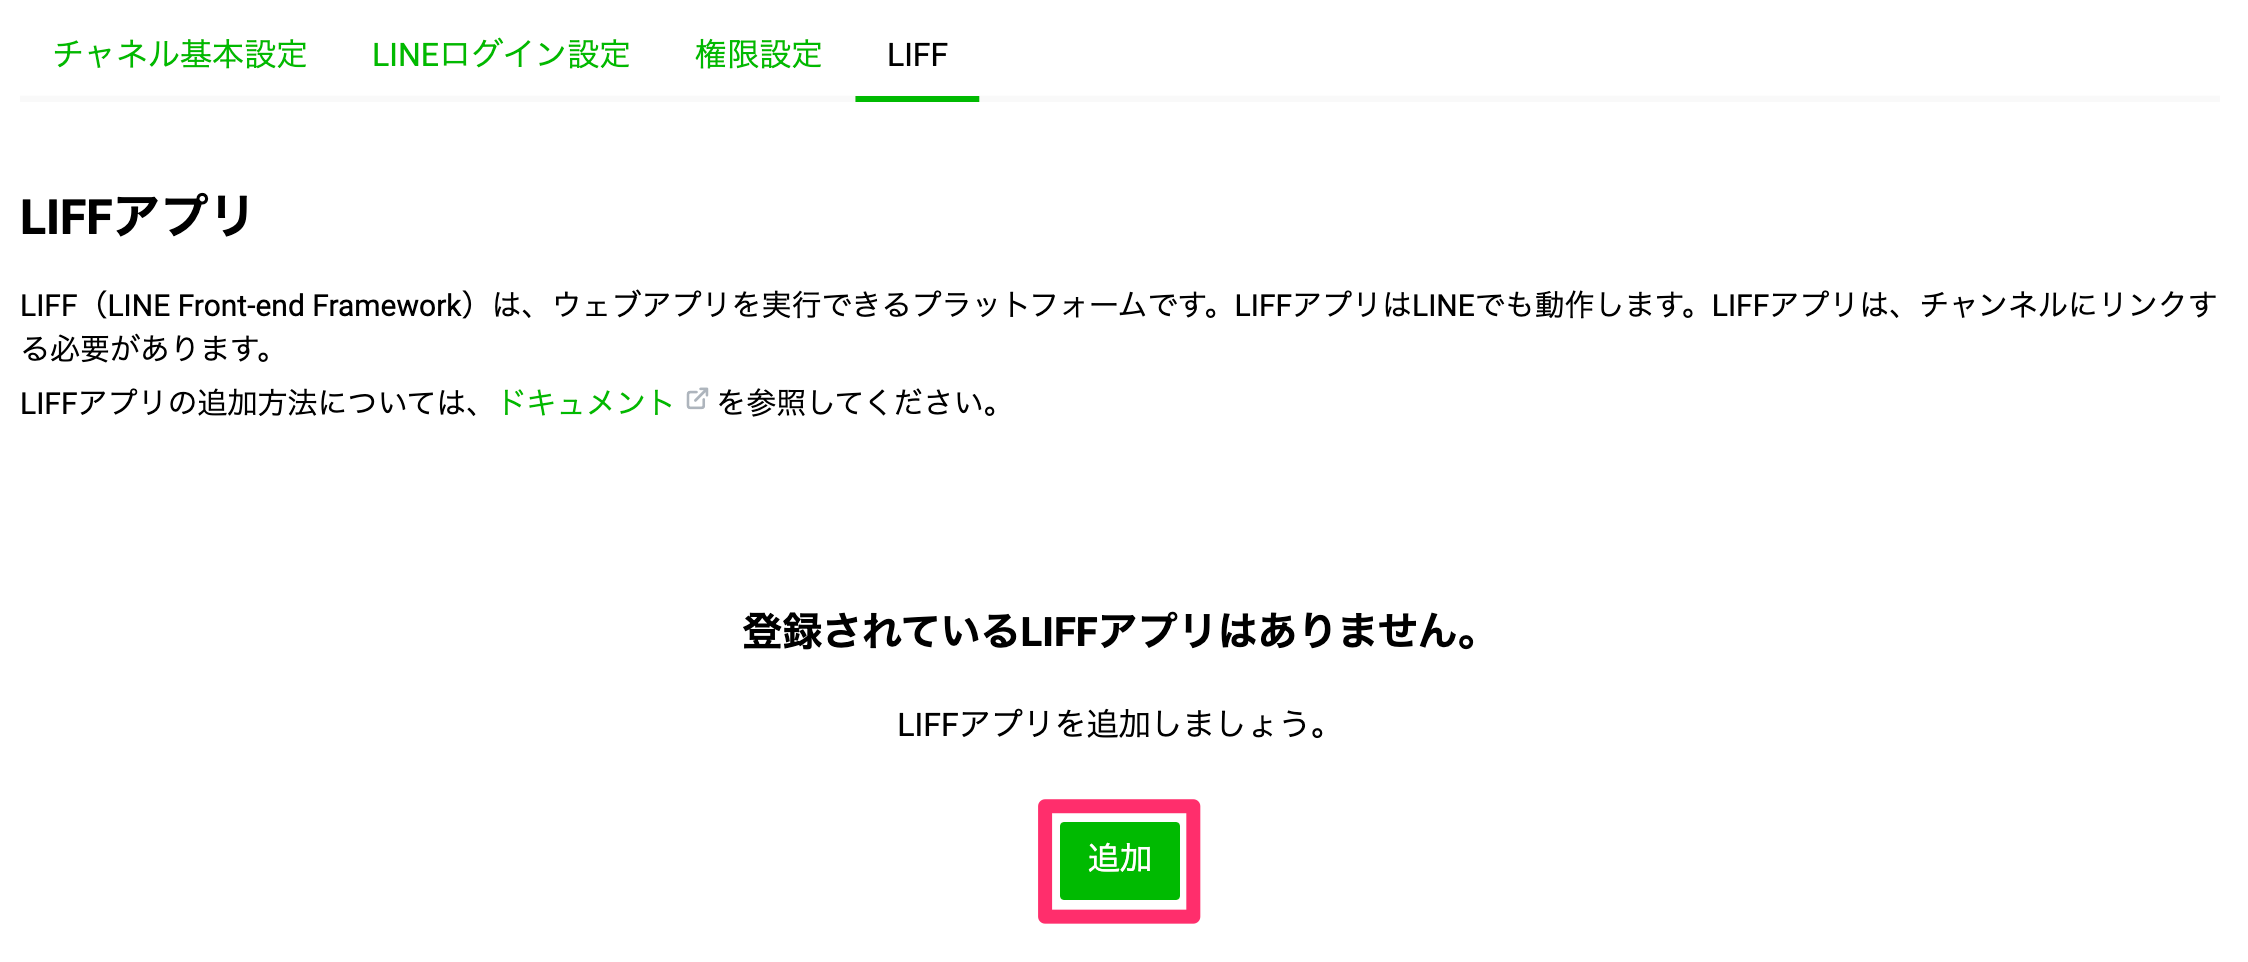 チャネル基本設定 LINEログイン設定 権限設定 LIFF
LIFFアプリ
LIFF（LINE Front-end Framework）は、ウェブアプリを実行できるプラットフォームです。LIFFアプリはLINEでも動作します。LIFFアプリは、チャンネルにリンクす
る必要があります。
LIFFアプリの追加方法については、ドキュメント を参照してください。
登録されているLIFFアプリはありません。
LIFFアプリを追加しましょう。
追加